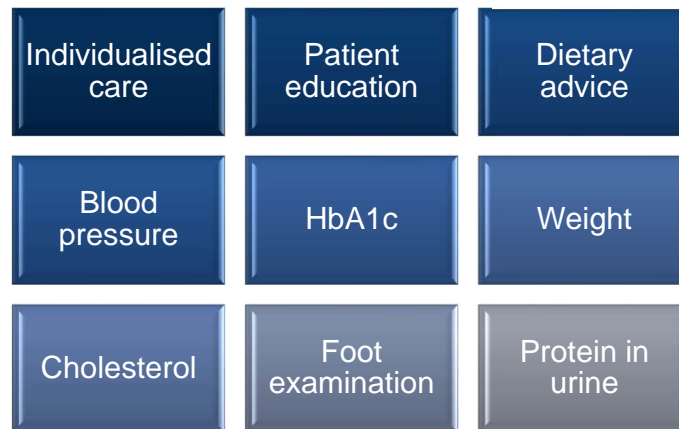 Individualised
care
Patient
education
Dietary
advice
Blood
pressure
HbA1c
Weight
Cholesterol
Foot
examination
Protein in
urine